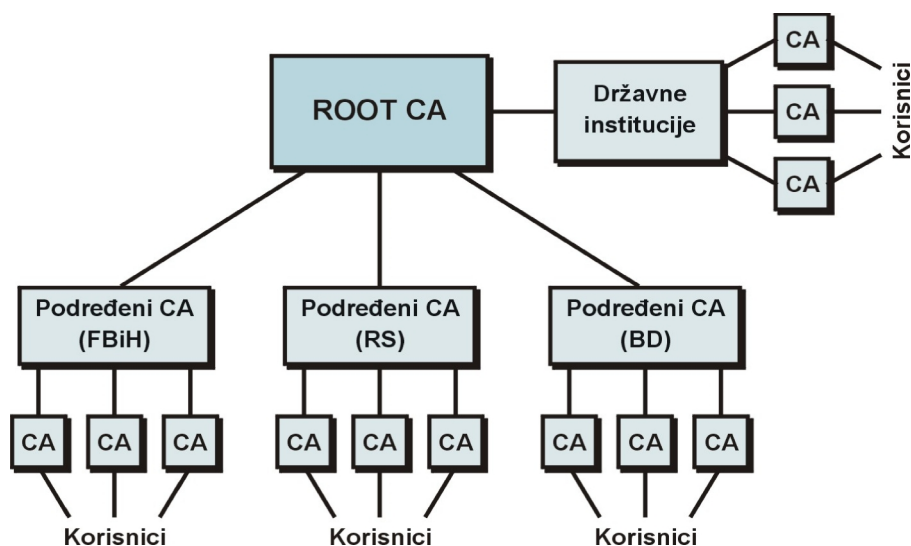 ROOT CA
Državne
institucije
CA
CA
CA
Korisnici
Podređeni CA
(FBiH)
Podređeni CA
(RS)
Podređeni CA
(BD)
CA
CA
CA
CA
CA
CA
CA
CA
CA
Korisnici
Korisnici
Korisnici